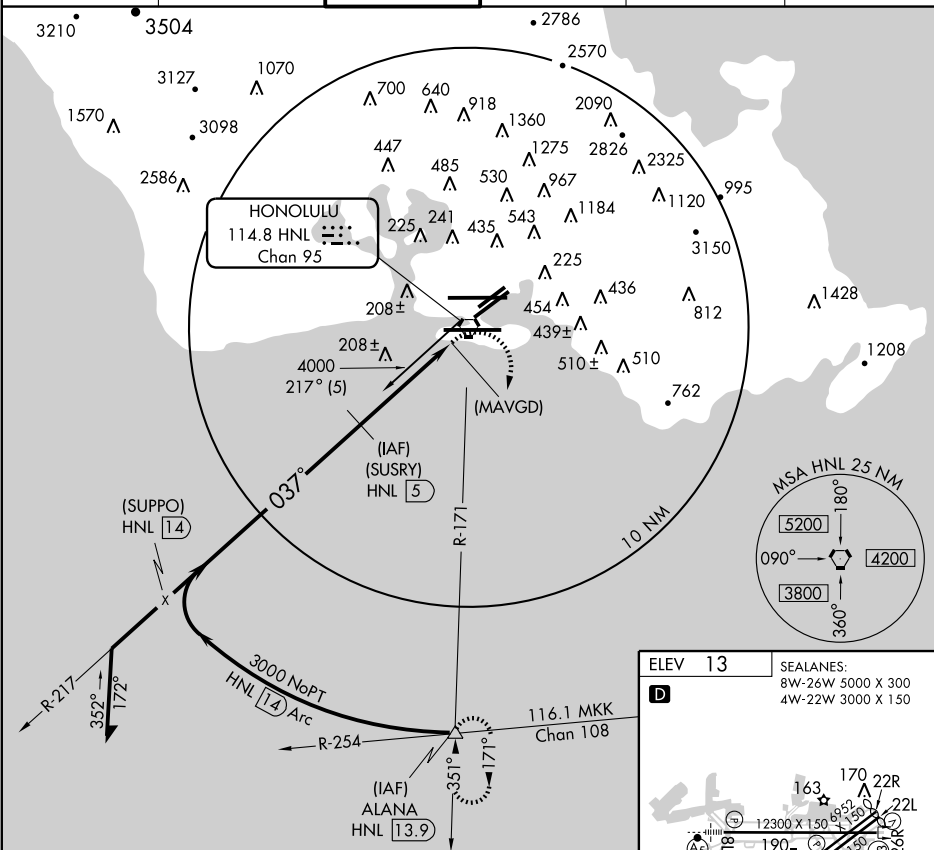 3210
3504
2786
2570
3127
1070
700
640
918
1360
2090
1570
3098
2826
1275
2325
447
485
530
967
2586
1120
995
HONOLULU
114.8 HNL
Chan 95
225
241
435
543
1184
3150
225
208±
454
436
812
1428
439±
208±
510±
510
1208
4000
217° (5)
762
(MAVGD)
(IAF)
(SUSRY)
HNL 5
037°
(SUPPO)
HNL 14
R-171
10 NM
MSA HNL 25 NM
180°
5200
090°
4200
3800
360°
X
3000 NoPT
HNL 14 Arc
R-217
352°
172°
R-254
116.1 MKK
Chan 108
351°
171°
(IAF)
ALANA
HNL 13.9
ELEV 13
D
SEALANES:
8W-26W 5000 X 300
4W-22W 3000 X 150
163
170
22R
22L
6952
X 150
12300 X 150
P
190